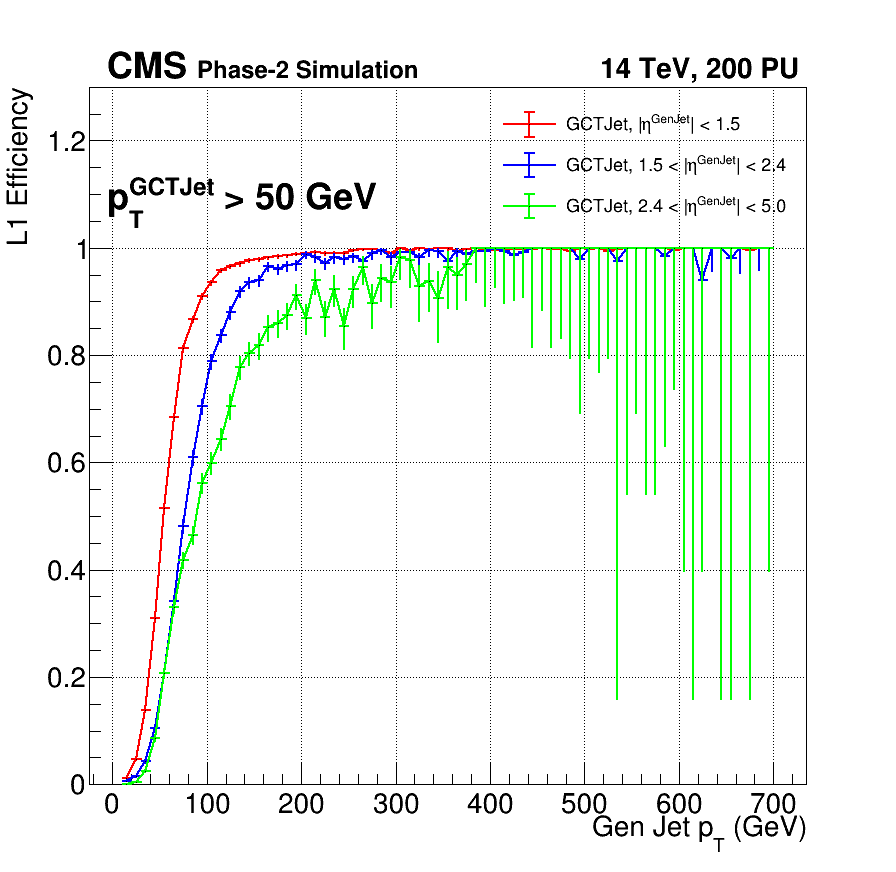 CMS Phase-2 Simulation 14 TeV, 200 PU
L1 Efficiency
GCTJet, |η^GenJet| < 1.5
GCTJet, 1.5 < |η^GenJet| < 2.4
GCTJet, 2.4 < |η^GenJet| < 5.0
p_T^GCTJet > 50 GeV
1.2
1
0.8
0.6
0.4
0.2
0
0 100 200 300 400 500 600 700
Gen Jet p_T (GeV)